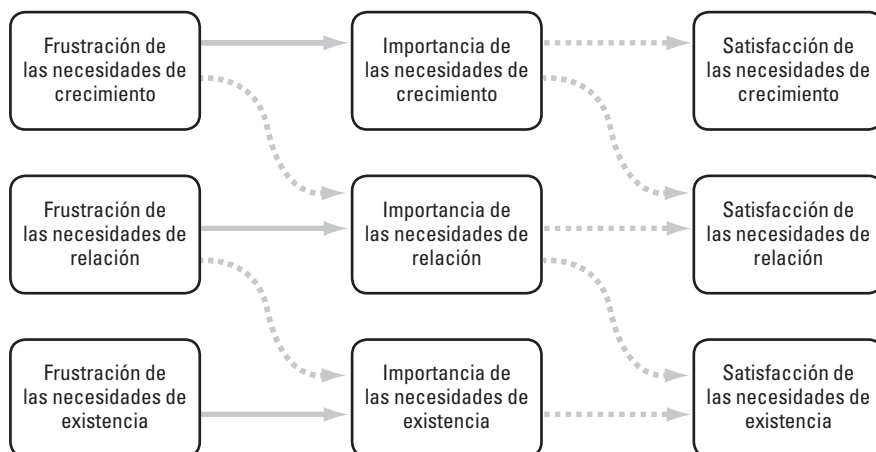 Frustración de
las necesidades de
crecimiento
Importancia de
las necesidades de
crecimiento
Satisfacción de
las necesidades de
crecimiento
Frustración de
las necesidades de
relación
Importancia de
las necesidades de
relación
Satisfacción de
las necesidades de
relación
Frustración de
las necesidades de
existencia
Importancia de
las necesidades de
existencia
Satisfacción de
las necesidades de
existencia